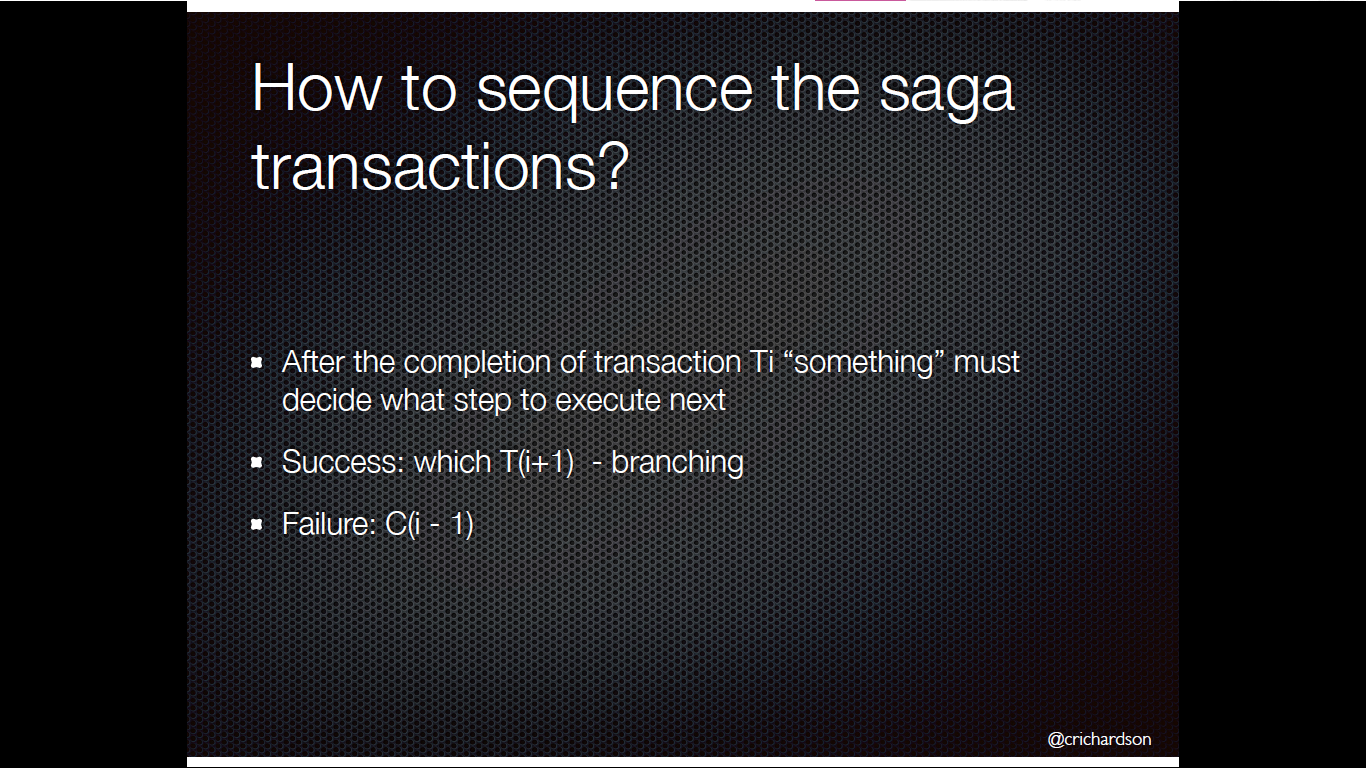 How to sequence the saga
transactions?
After the completion of transaction Ti “something” must
decide what step to execute next
Success: which T(i+1)  - branching
Failure: C(i - 1)
@crichardson